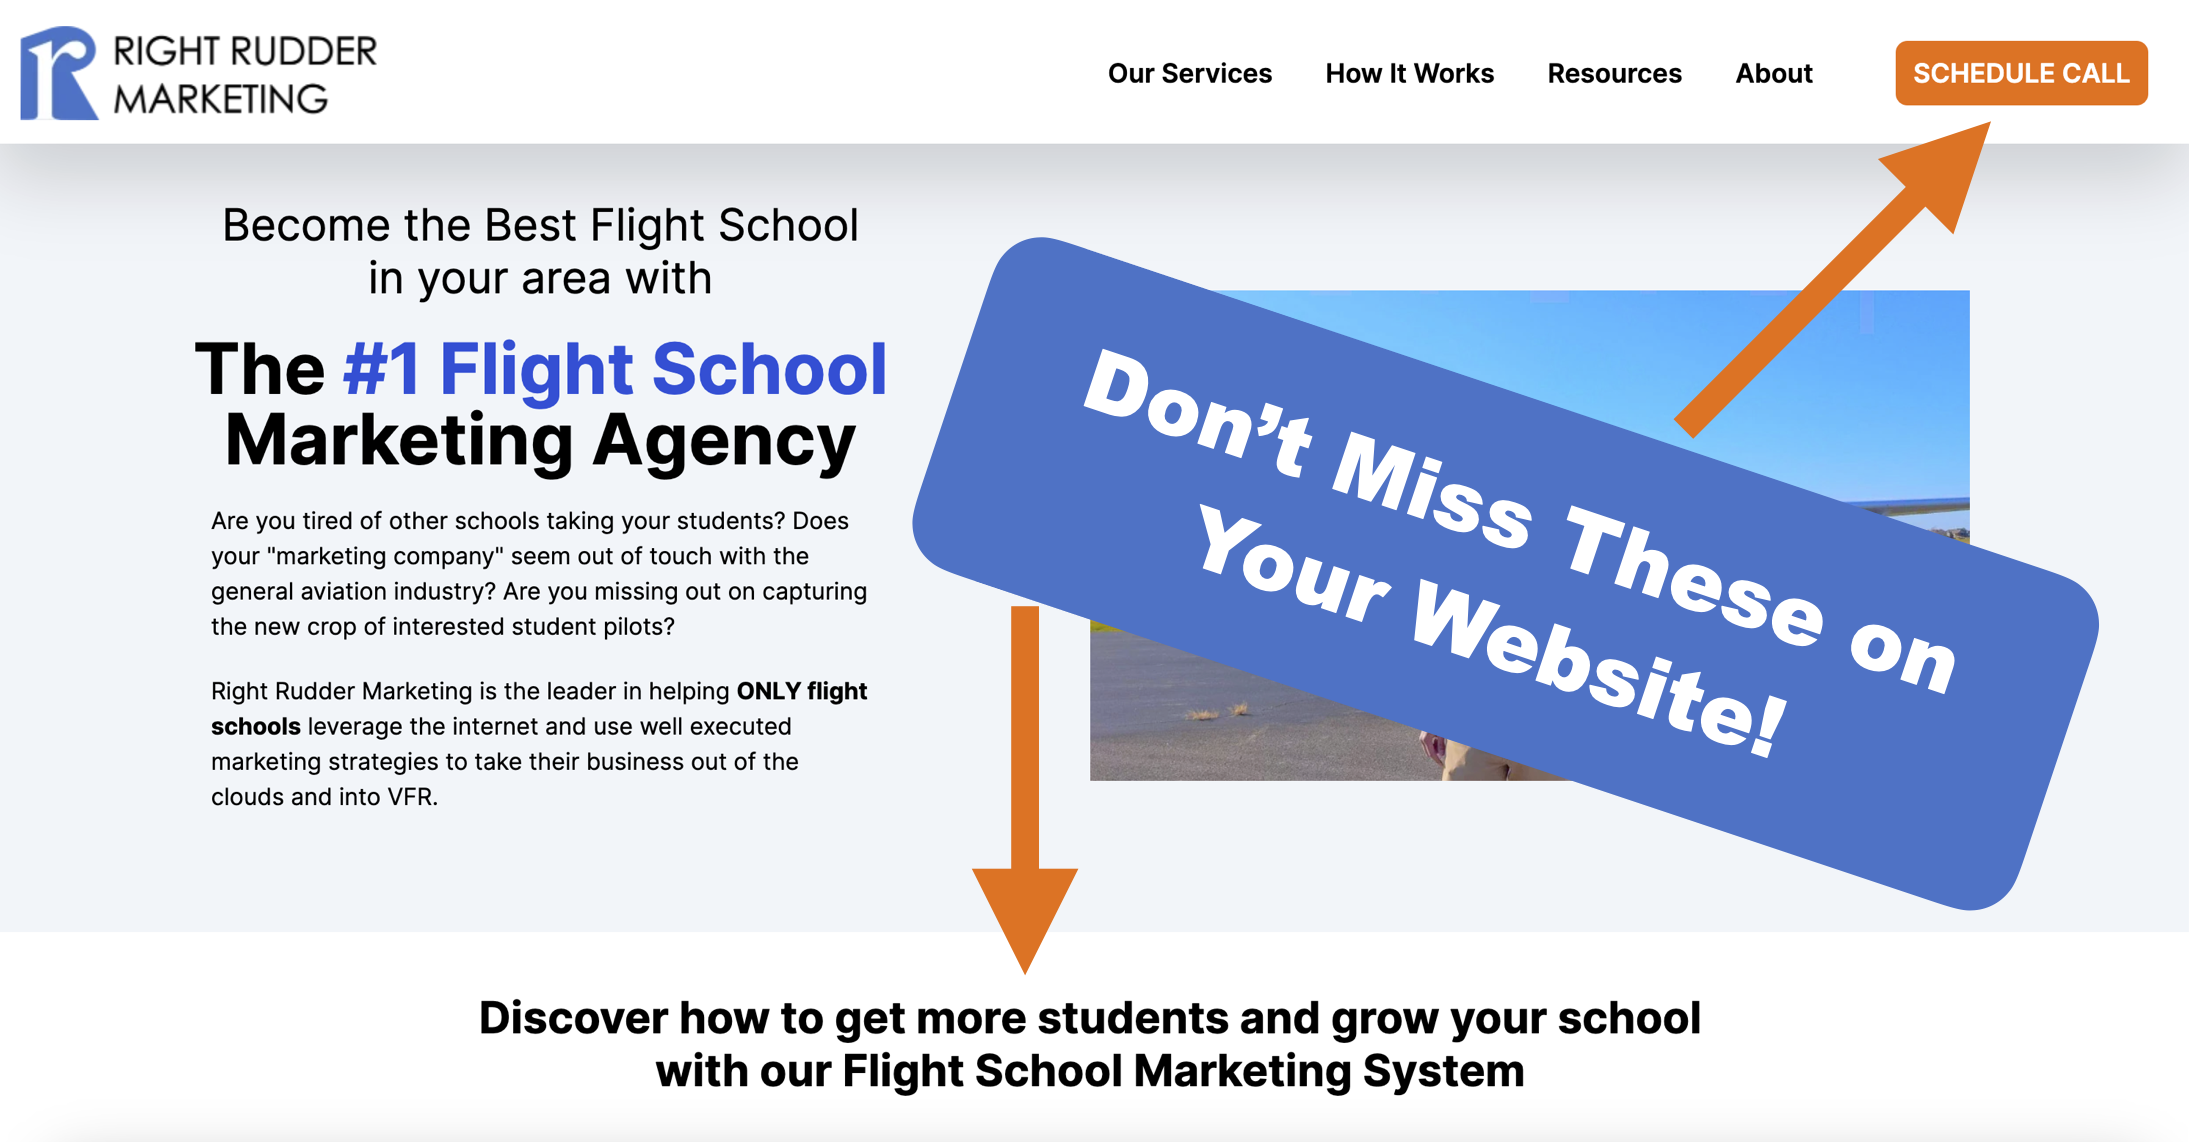 RIGHT RUDDER
MARKETING
Our Services
How It Works
Resources
About
SCHEDULE CALL
Become the Best Flight School
in your area with
The #1 Flight School
Marketing Agency
Are you tired of other schools taking your students? Does
your "marketing company" seem out of touch with the
general aviation industry? Are you missing out on capturing
the new crop of interested student pilots?
Right Rudder Marketing is the leader in helping ONLY flight
schools leverage the internet and use well executed
marketing strategies to take their business out of the
clouds and into VFR.
Don’t Miss These on
Your Website!
Discover how to get more students and grow your school
with our Flight School Marketing System